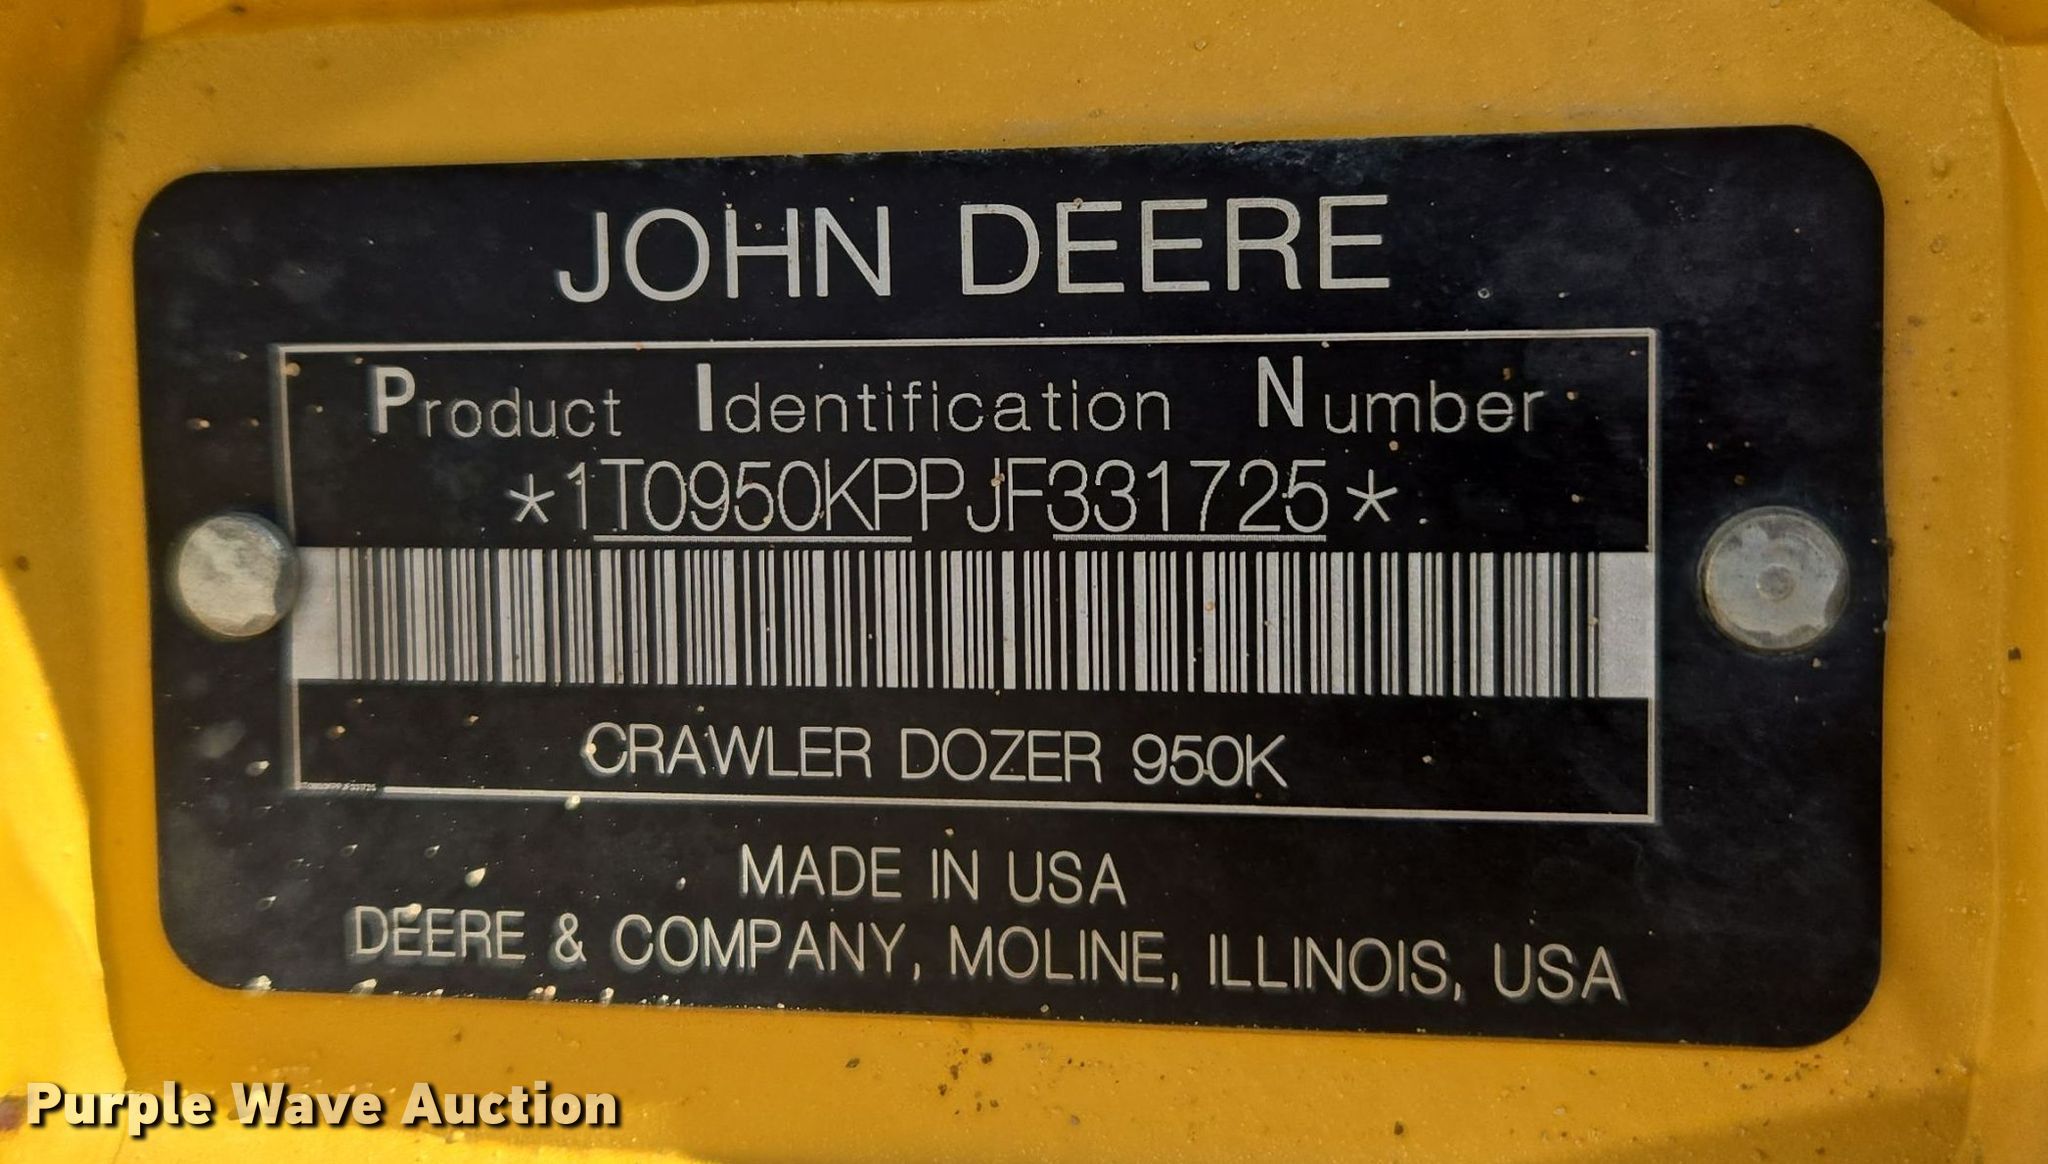 JOHN DEERE
Product Identification Number
*1T0950KPPJF331725*
CRAWLER DOZER 950K
MADE IN USA
DEERE & COMPANY, MOLINE, ILLINOIS, USA
Purple Wave Auction